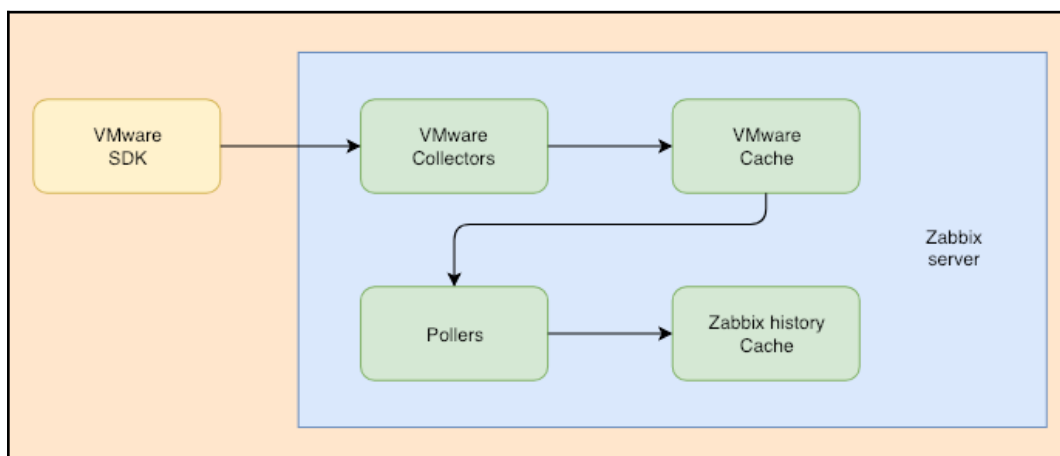 VMware
SDK
VMware
Collectors
VMware
Cache
Zabbix
server
Pollers
Zabbix history
Cache